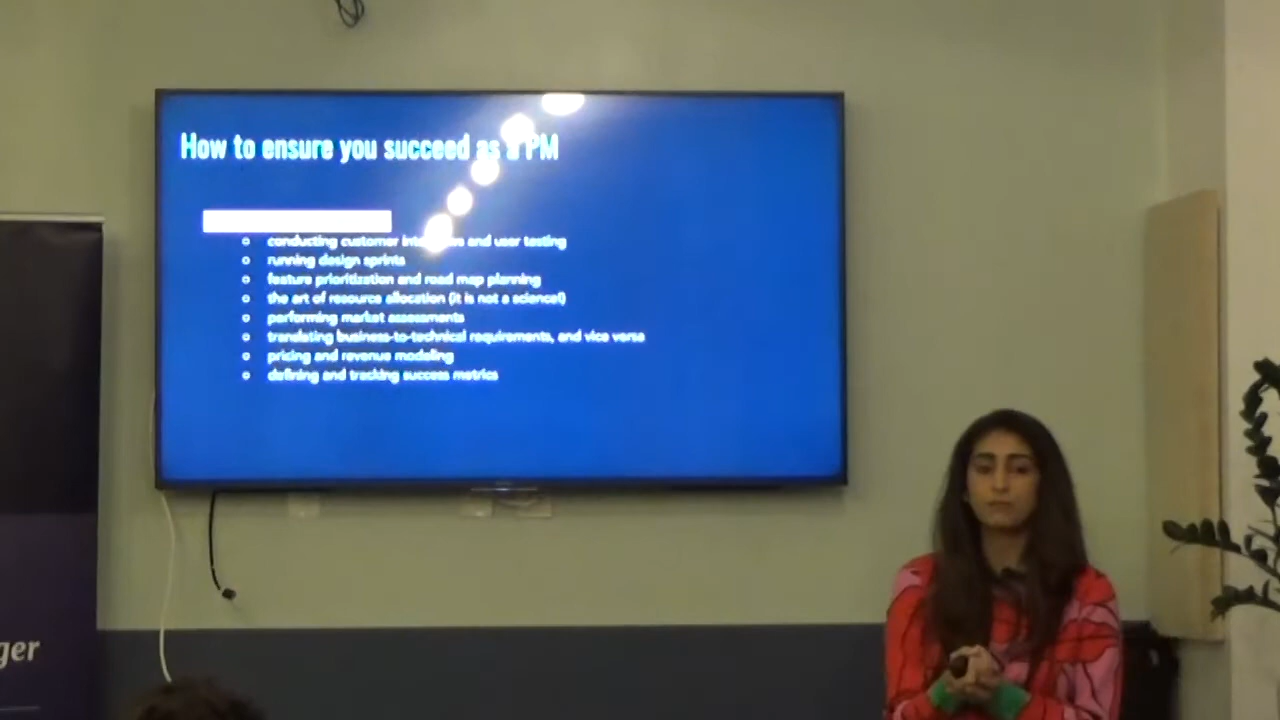 How to ensure you succeed as a PM
conducting customer interviews and user testing
running design sprints
feature prioritization and road map planning
the art of resource allocation (it is not a science!)
performing market assessments
translating business-to-technical requirements, and vice versa
pricing and revenue modeling
defining and tracking success metrics
ger